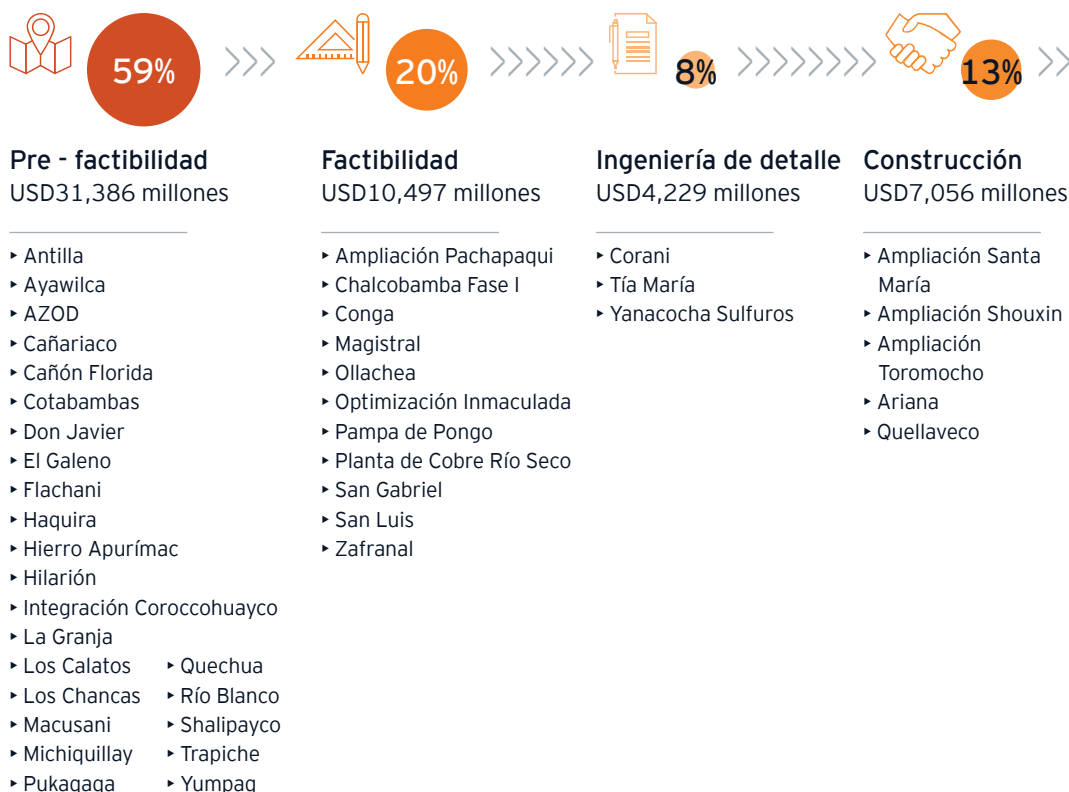 59%
20%
8%
13%
Pre - factibilidad
USD31,386 millones
‣ Antilla
‣ Ayawilca
‣ AZOD
‣ Cañariaco
‣ Cañón Florida
‣ Cotabambas
‣ Don Javier
‣ El Galeno
‣ Flachani
‣ Haquira
‣ Hierro Apurímac
‣ Hilarión
‣ Integración Coroccohuayco
‣ La Granja
‣ Los Calatos
‣ Los Chancas
‣ Macusani
‣ Michiquillay
‣ Pukaqaqa
‣ Quechua
‣ Río Blanco
‣ Shalipayco
‣ Trapiche
‣ Yumpaq
Factibilidad
USD10,497 millones
‣ Ampliación Pachapaqui
‣ Chalcobamba Fase I
‣ Conga
‣ Magistral
‣ Ollachea
‣ Optimización Inmaculada
‣ Pampa de Pongo
‣ Planta de Cobre Río Seco
‣ San Gabriel
‣ San Luis
‣ Zafranal
Ingeniería de detalle
USD4,229 millones
‣ Corani
‣ Tía María
‣ Yanacocha Sulfuros
Construcción
USD7,056 millones
‣ Ampliación Santa
María
‣ Ampliación Shouxin
‣ Ampliación
Toromocho
‣ Ariana
‣ Quellaveco